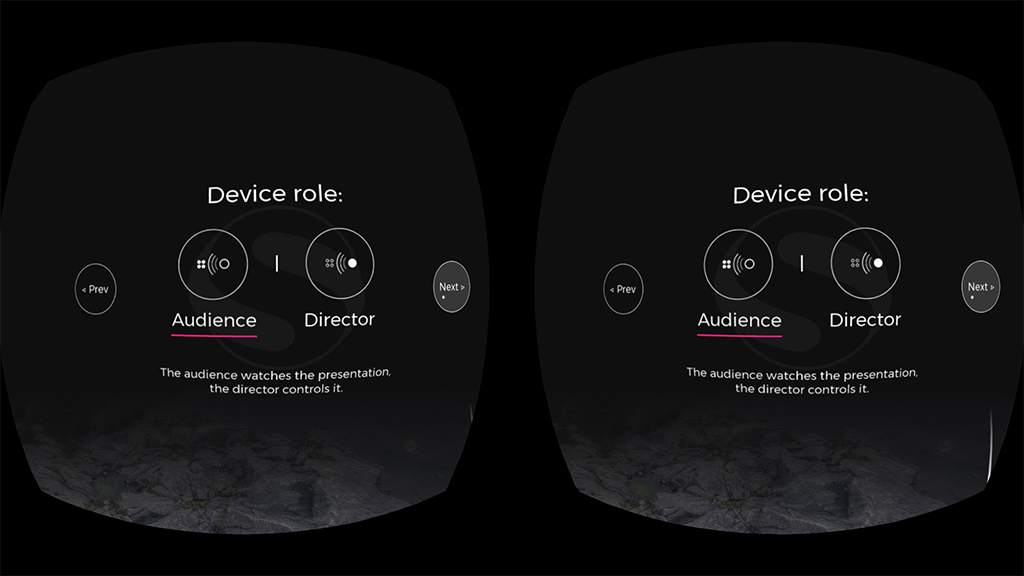 Device role:
◃ Prev
Next ▹
Audience
Director
The audience watches the presentation,
the director controls it.
Device role:
◃ Prev
Next ▹
Audience
Director
The audience watches the presentation,
the director controls it.